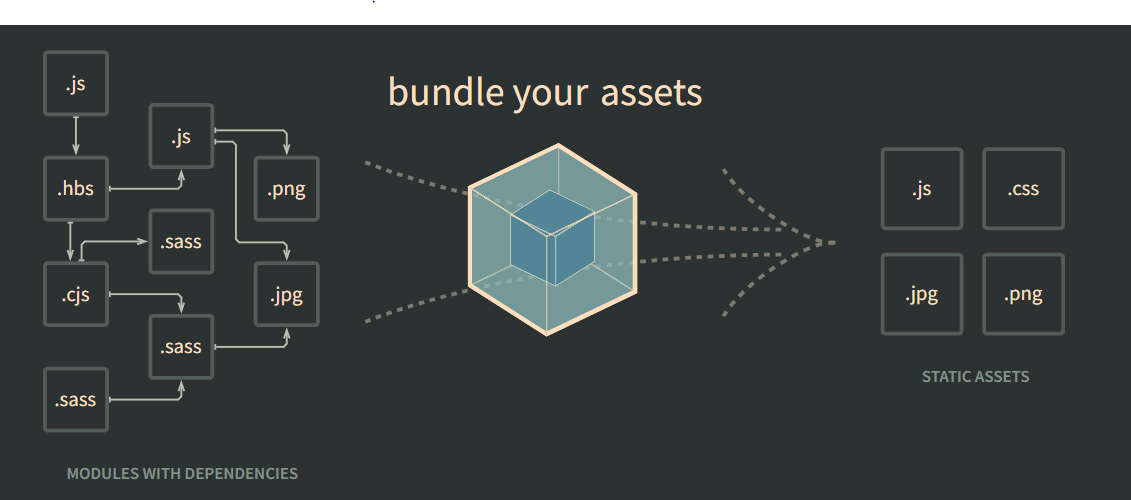 bundle your assets
.js
.js
.hbs
.png
.sass
.cjs
.jpg
.sass
.sass
MODULES WITH DEPENDENCIES
.js
.css
.jpg
.png
STATIC ASSETS